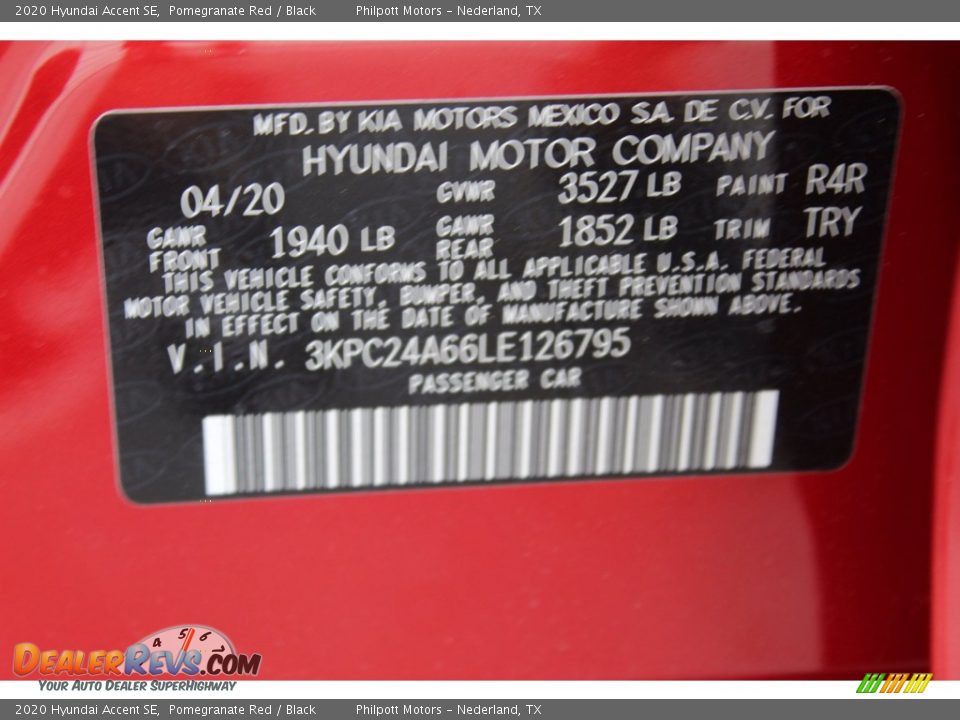 2020 Hyundai Accent SE, Pomegranate Red / Black Philpott Motors - Nederland, TX
MFD. BY KIA MOTORS MEXICO S.A. DE C.V. FOR
HYUNDAI MOTOR COMPANY
04/20 GVWR 3527 LB PAINT R4R
GAWR FRONT 1940 LB GAWR REAR 1852 LB TRIM TRY
THIS VEHICLE CONFORMS TO ALL APPLICABLE U.S.A. FEDERAL
MOTOR VEHICLE SAFETY, BUMPER, AND THEFT PREVENTION STANDARDS
IN EFFECT ON THE DATE OF MANUFACTURE SHOWN ABOVE.
V.I.N. 3KPC24A66LE126795
PASSENGER CAR
4 5 6
DEALERREVS.COM
YOUR AUTO DEALER SUPERHIGHWAY
2020 Hyundai Accent SE, Pomegranate Red / Black Philpott Motors - Nederland, TX